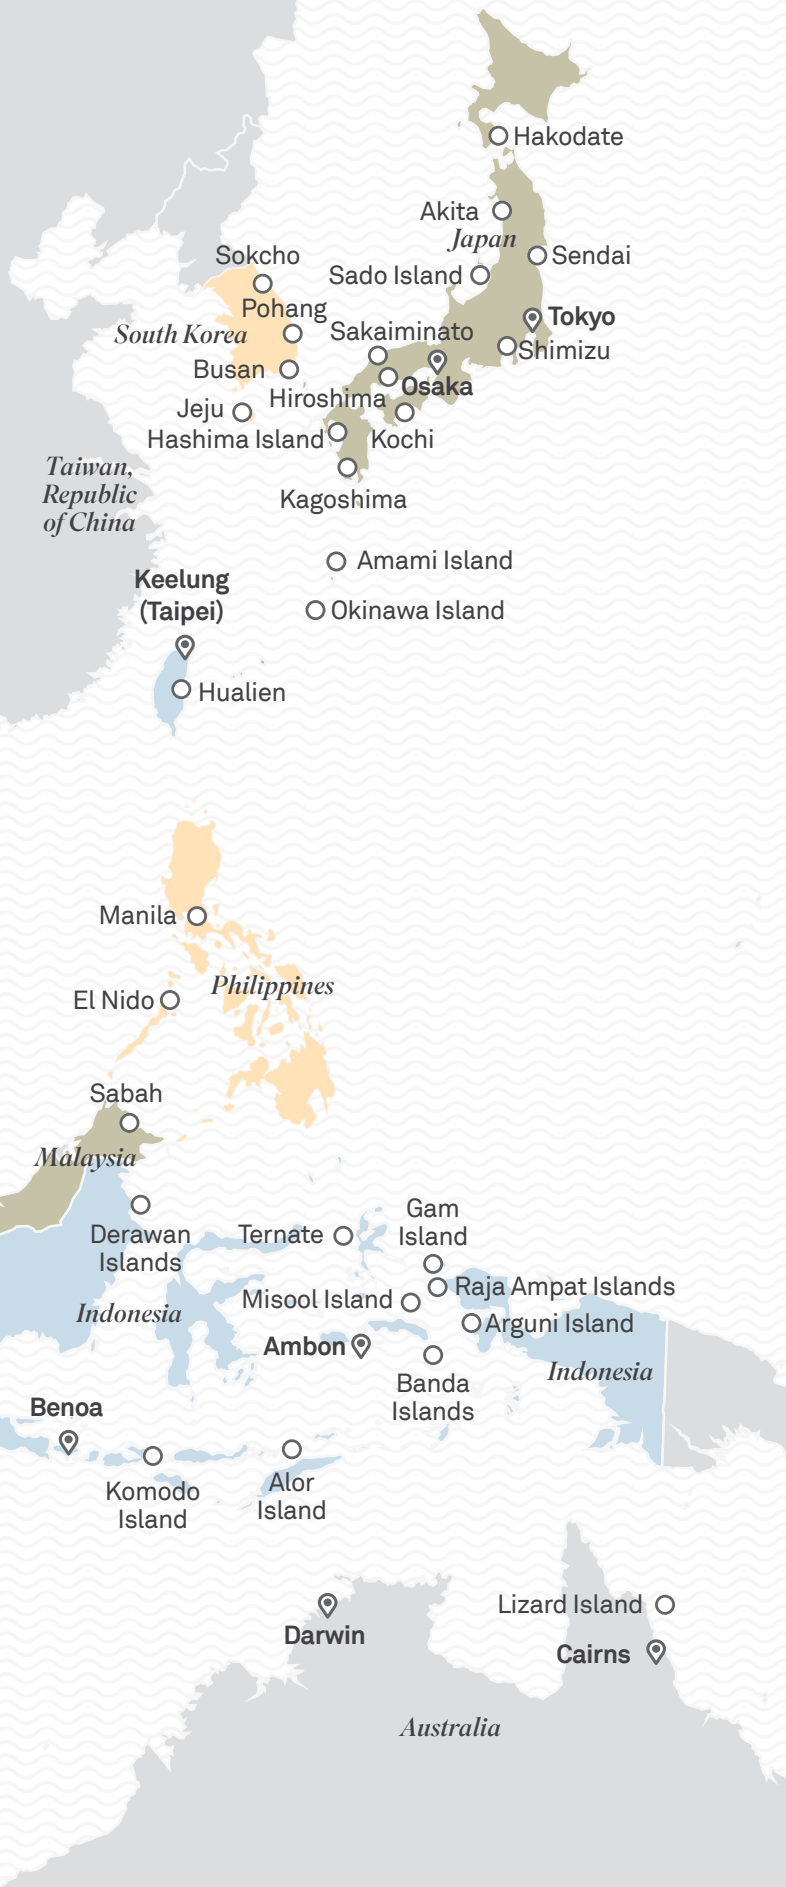 Hakodate
Akita
Japan
Sokcho
Sendai
Sado Island
Pohang
Tokyo
South Korea
Sakaiminato
Shimizu
Busan
Osaka
Hiroshima
Jeju
Hashima Island
Kochi
Taiwan,
Republic
of China
Kagoshima
Amami Island
Keelung
(Taipei)
Okinawa Island
Hualien
Manila
Philippines
El Nido
Sabah
Malaysia
Gam
Island
Derawan
Islands
Ternate
Raja Ampat Islands
Misool Island
Indonesia
Arguni Island
Ambon
Indonesia
Banda
Islands
Benoa
Komodo
Island
Alor
Island
Lizard Island
Darwin
Cairns
Australia